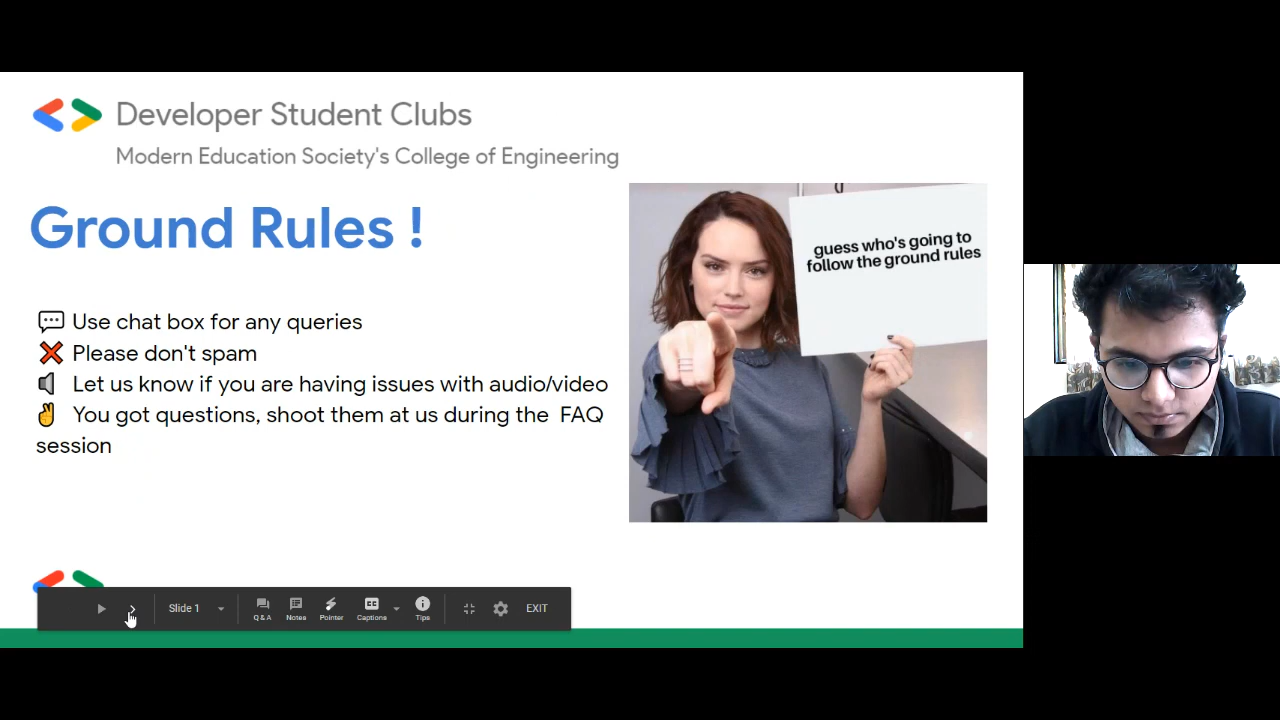 Developer Student Clubs
Modern Education Society's College of Engineering
Ground Rules !
guess who's going to
follow the ground rules
Use chat box for any queries
Please don't spam
Let us know if you are having issues with audio/video
You got questions, shoot them at us during the FAQ
session
Slide 1
Q & A
Notes
Pointer
CC
Captions
Tips
EXIT